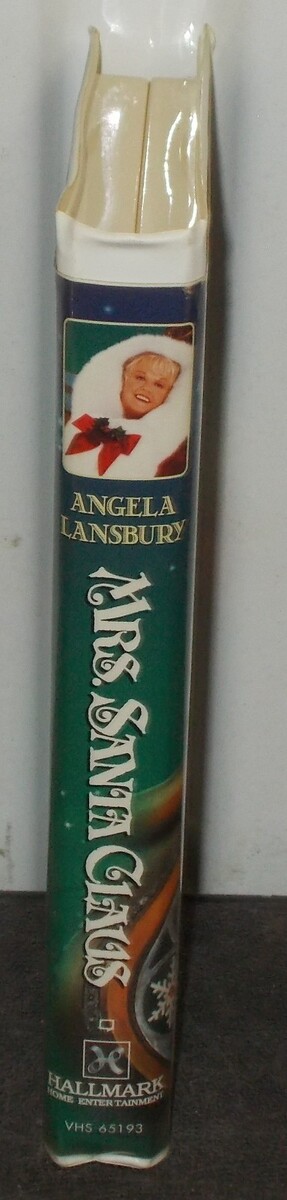 ANGELA
LANSBURY
MRS. SANTA CLAUS
HALLMARK
HOME ENTERTAINMENT
VHS 65193